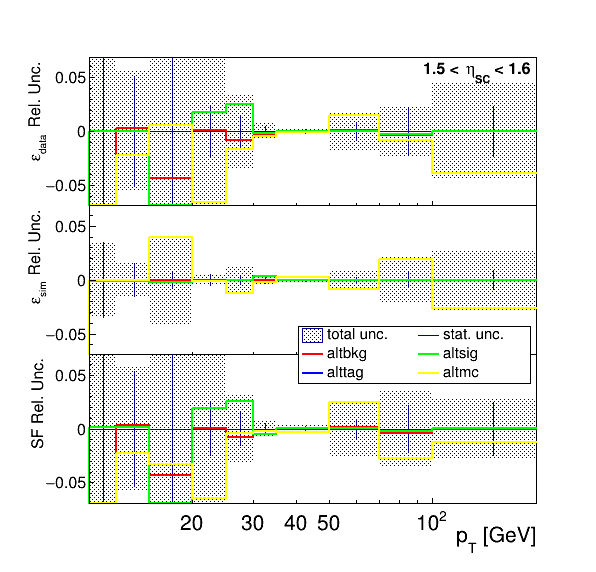 1.5 < η_SC < 1.6
ε_data Rel. Unc.
0.05
0
−0.05
ε_sim Rel. Unc.
0.05
0
−0.05
total unc. stat. unc.
altbkg altsig
alttag altmc
SF Rel. Unc.
0.05
0
−0.05
20 30 40 50 10²
p_T [GeV]